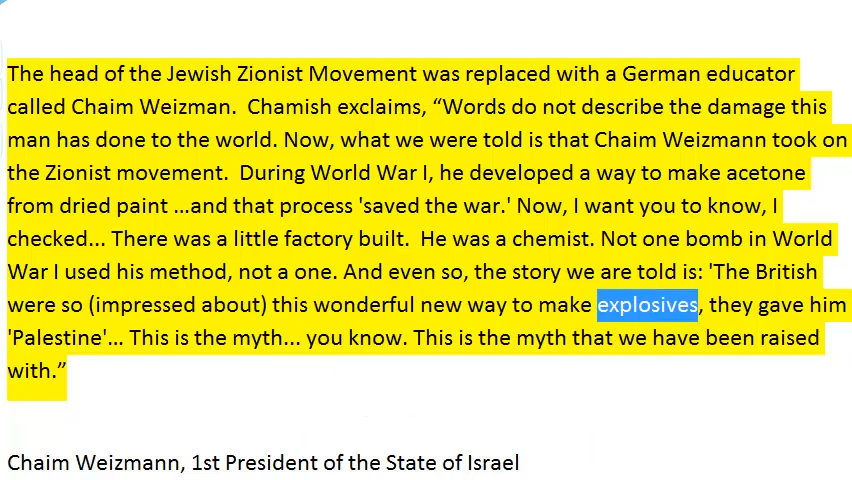 The head of the Jewish Zionist Movement was replaced with a German educator
called Chaim Weizman.  Chamish exclaims, “Words do not describe the damage this
man has done to the world. Now, what we were told is that Chaim Weizmann took on
the Zionist movement.  During World War I, he developed a way to make acetone
from dried paint ...and that process 'saved the war.' Now, I want you to know, I
checked... There was a little factory built.  He was a chemist. Not one bomb in World
War I used his method, not a one. And even so, the story we are told is: 'The British
were so (impressed about) this wonderful new way to make explosives, they gave him
'Palestine'... This is the myth... you know. This is the myth that we have been raised
with.”
Chaim Weizmann, 1st President of the State of Israel